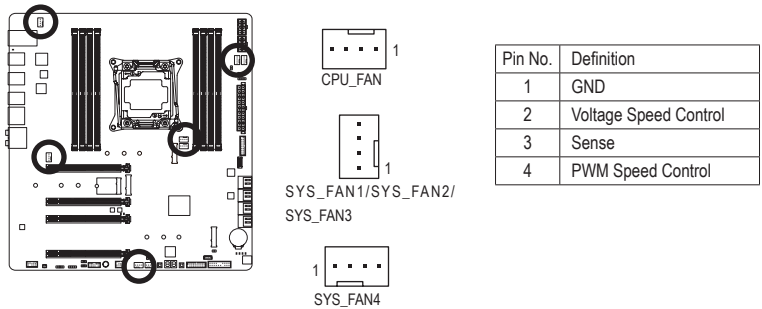 1
CPU_FAN
1
SYS_FAN1/SYS_FAN2/
SYS_FAN3
1
SYS_FAN4
Pin No. Definition
1 GND
2 Voltage Speed Control
3 Sense
4 PWM Speed Control